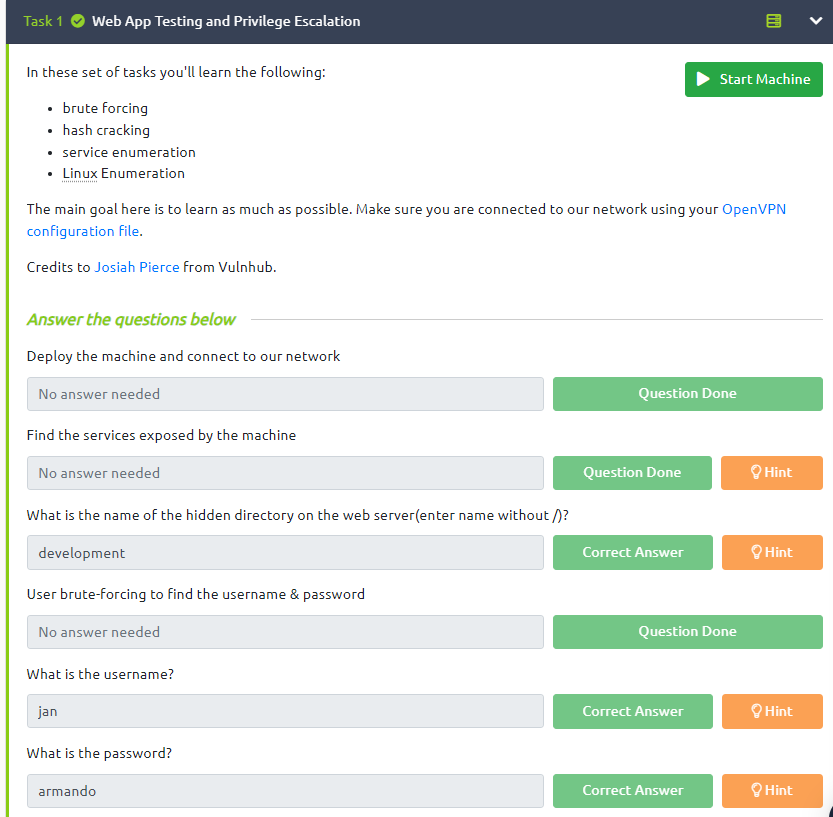 Task 1 Web App Testing and Privilege Escalation
In these set of tasks you'll learn the following:
Start Machine
brute forcing
hash cracking
service enumeration
Linux Enumeration
The main goal here is to learn as much as possible. Make sure you are connected to our network using your OpenVPN
configuration file.
Credits to Josiah Pierce from Vulnhub.
Answer the questions below
Deploy the machine and connect to our network
No answer needed
Question Done
Find the services exposed by the machine
No answer needed
Question Done
Hint
What is the name of the hidden directory on the web server(enter name without /)?
development
Correct Answer
Hint
User brute-forcing to find the username & password
No answer needed
Question Done
What is the username?
jan
Correct Answer
Hint
What is the password?
armando
Correct Answer
Hint